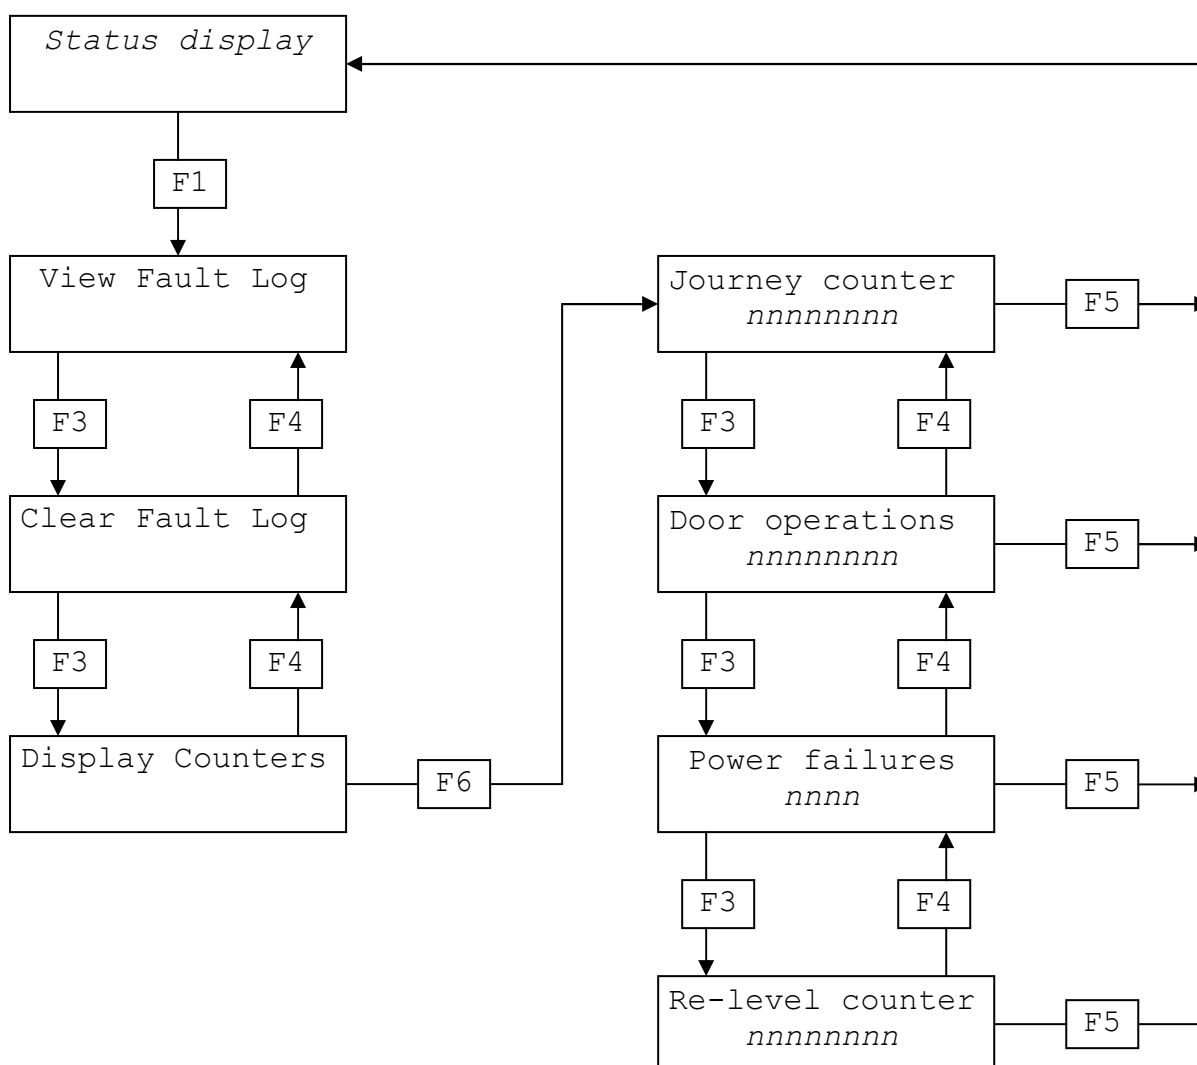 Status display
F1
View Fault Log
F3
F4
Clear Fault Log
F3
F4
Display Counters
F6
Journey counter
nnnnnnnn
F5
F3
F4
Door operations
nnnnnnnn
F5
F3
F4
Power failures
nnnn
F5
F3
F4
Re-level counter
nnnnnnnn
F5